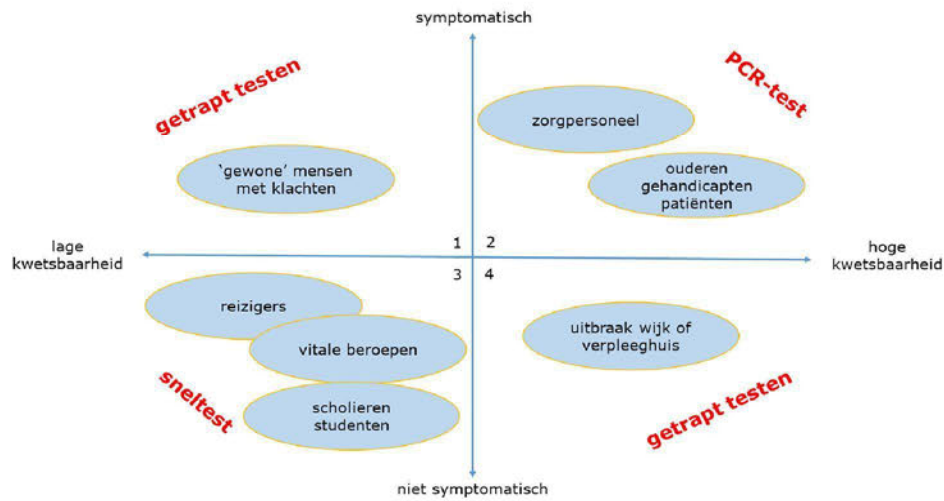 symptomatisch
getrapt testen
PCR-test
zorgpersoneel
'gewone' mensen
met klachten
ouderen
gehandicapten
patiënten
lage
kwetsbaarheid
1
2
hoge
kwetsbaarheid
3
4
reizigers
vitale beroepen
uitbraak wijk of
verpleeghuis
sneltest
scholieren
studenten
getrapt testen
niet symptomatisch